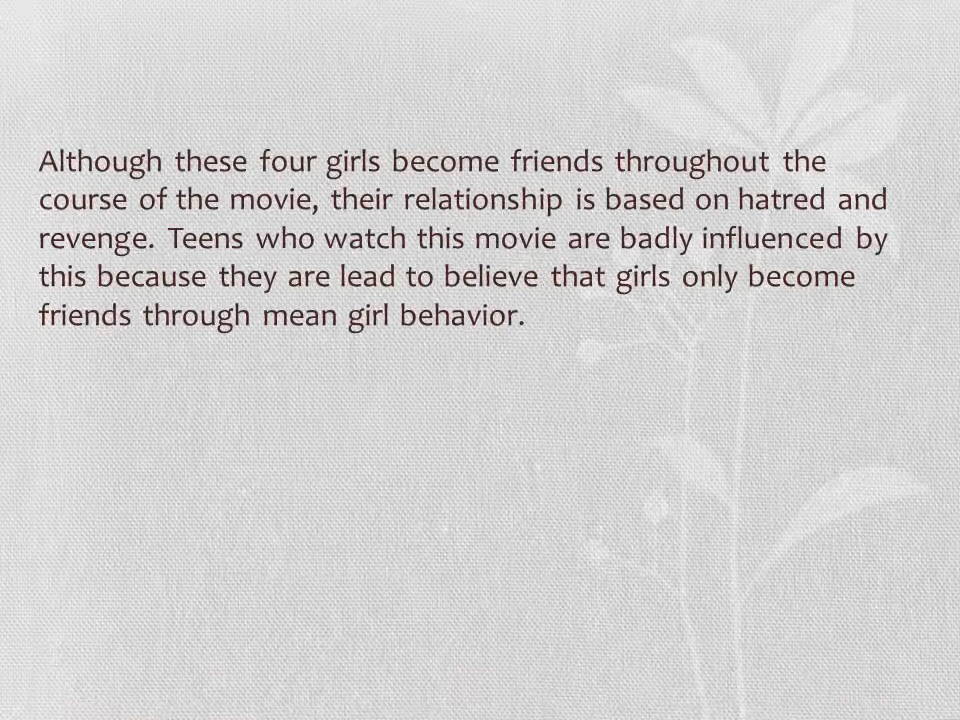 Although these four girls become friends throughout the
course of the movie, their relationship is based on hatred and
revenge. Teens who watch this movie are badly influenced by
this because they are lead to believe that girls only become
friends through mean girl behavior.